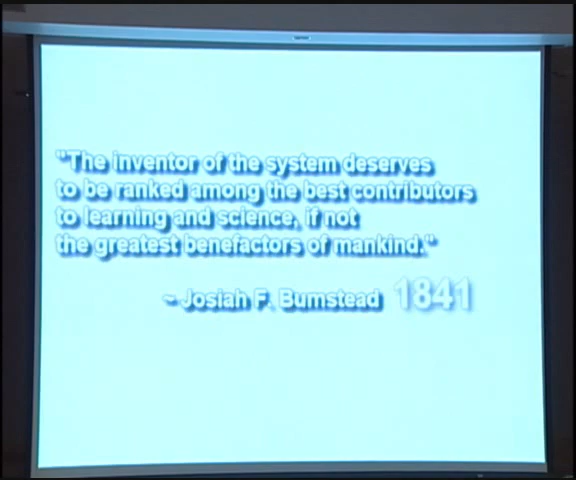 "The inventor of the system deserves
to be ranked among the best contributors
to learning and science, if not
the greatest benefactors of mankind."
~ Josiah F. Bumstead 1841